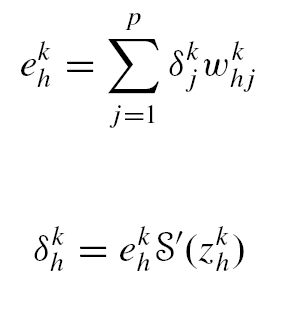 e_h^k = \sum_{j=1}^{p} \delta_j^k w_{hj}^k
\delta_h^k = e_h^k \mathcal{S}'(z_h^k)